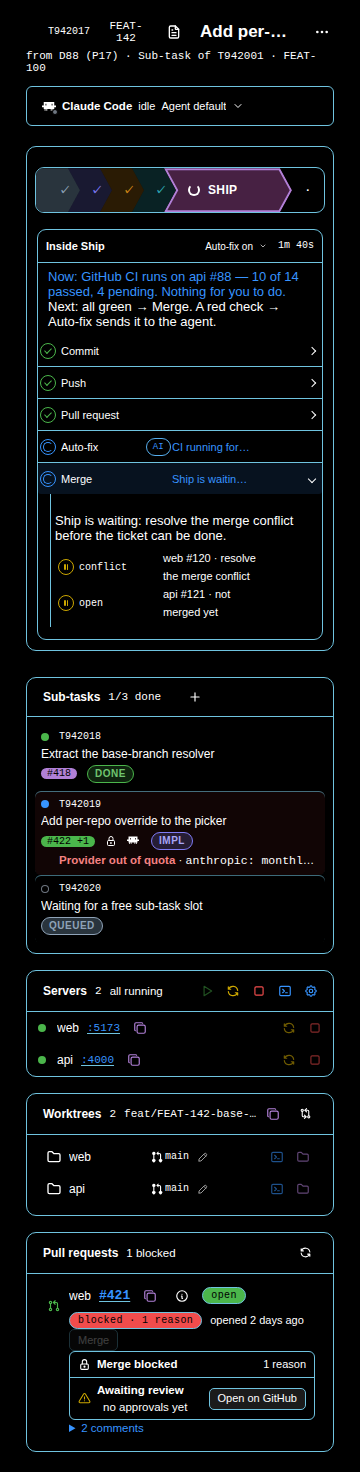 T942017 FEAT-142 Add per-…
from D88 (P17) · Sub-task of T942001 · FEAT-100
Claude Code idle Agent default
SHIP
Inside Ship Auto-fix on 1m 40s
Now: GitHub CI runs on api #88 — 10 of 14
passed, 4 pending. Nothing for you to do.
Next: all green → Merge. A red check →
Auto-fix sends it to the agent.
Commit
Push
Pull request
Auto-fix AI CI running for…
Merge Ship is waitin…
Ship is waiting: resolve the merge conflict
before the ticket can be done.
conflict web #120 · resolve
the merge conflict
open api #121 · not
merged yet
Sub-tasks 1/3 done
T942018
Extract the base-branch resolver
#418 DONE
T942019
Add per-repo override to the picker
#422 +1 IMPL
Provider out of quota · anthropic: monthl…
T942020
Waiting for a free sub-task slot
QUEUED
Servers 2 all running
web :5173
api :4000
Worktrees 2 feat/FEAT-142-base-…
web main
api main
Pull requests 1 blocked
web #421 open
blocked · 1 reason opened 2 days ago
Merge
Merge blocked 1 reason
Awaiting review
no approvals yet
Open on GitHub
2 comments